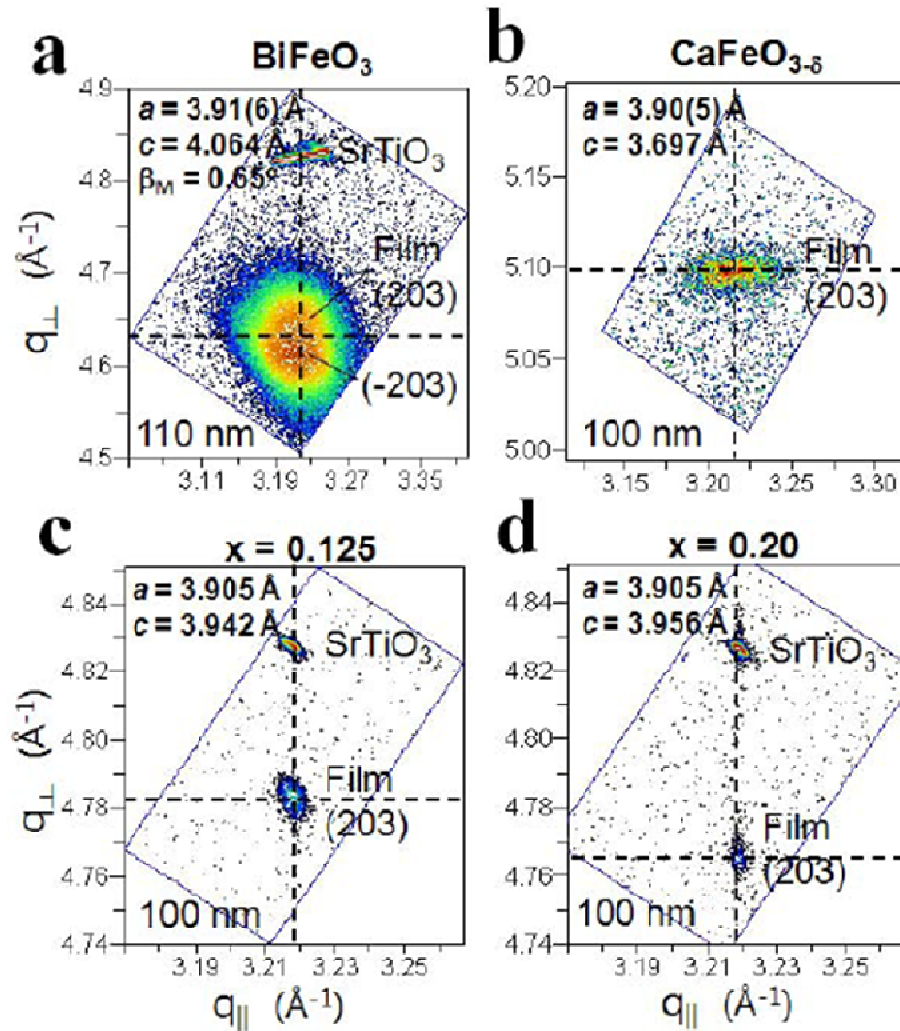 a
BiFeO₃
a = 3.91(6) Å
c = 4.064 Å
βM = 0.65°
SrTiO₃
Film
(203)
(-203)
110 nm
4.9
4.8
4.7
4.6
4.5
q⊥ (Å⁻¹)
3.11 3.19 3.27 3.35
b
CaFeO₃₋δ
a = 3.90(5) Å
c = 3.697 Å
Film
(203)
100 nm
5.20
5.15
5.10
5.05
5.00
3.15 3.20 3.25 3.30
c
x = 0.125
a = 3.905 Å
c = 3.942 Å
SrTiO₃
Film
(203)
100 nm
4.84
4.82
4.80
4.78
4.76
4.74
q⊥ (Å⁻¹)
3.19 3.21 3.23 3.25
q|| (Å⁻¹)
d
x = 0.20
a = 3.905 Å
c = 3.956 Å
SrTiO₃
Film
(203)
100 nm
4.84
4.82
4.80
4.78
4.76
4.74
3.19 3.21 3.23 3.25
q|| (Å⁻¹)